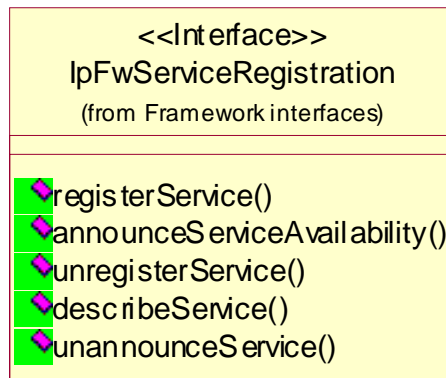 <<Interface>>
IpFwServiceRegistration
(from Framework interfaces)
registerService()
announceServiceAvailability()
unregisterService()
describeService()
unannounceService()